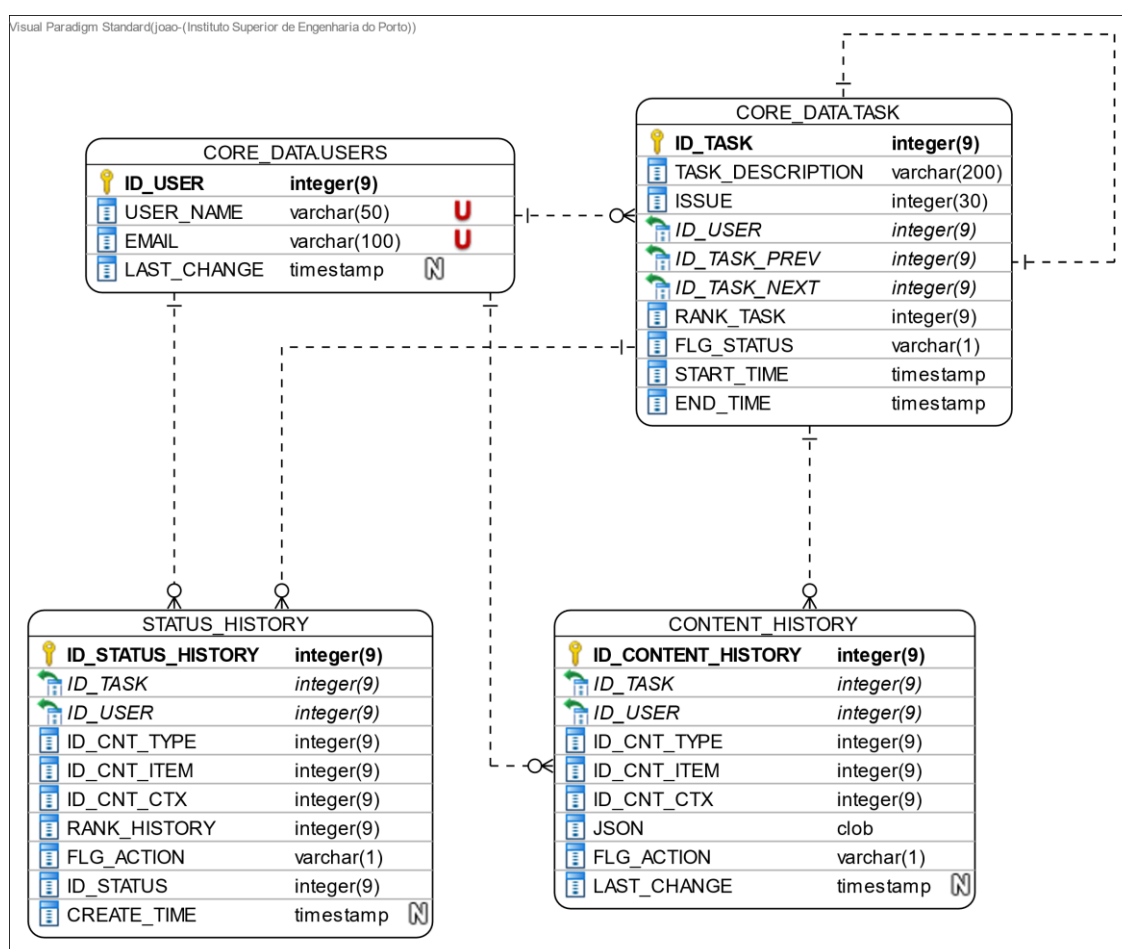 Visual Paradigm Standard(joao-(Instituto Superior de Engenharia do Porto))
CORE_DATA.USERS
ID_USER integer(9)
USER_NAME varchar(50) U
EMAIL varchar(100) U
LAST_CHANGE timestamp N
CORE_DATA.TASK
ID_TASK integer(9)
TASK_DESCRIPTION varchar(200)
ISSUE integer(30)
ID_USER integer(9)
ID_TASK_PREV integer(9)
ID_TASK_NEXT integer(9)
RANK_TASK integer(9)
FLG_STATUS varchar(1)
START_TIME timestamp
END_TIME timestamp
STATUS_HISTORY
ID_STATUS_HISTORY integer(9)
ID_TASK integer(9)
ID_USER integer(9)
ID_CNT_TYPE integer(9)
ID_CNT_ITEM integer(9)
ID_CNT_CTX integer(9)
RANK_HISTORY integer(9)
FLG_ACTION varchar(1)
ID_STATUS integer(9)
CREATE_TIME timestamp N
CONTENT_HISTORY
ID_CONTENT_HISTORY integer(9)
ID_TASK integer(9)
ID_USER integer(9)
ID_CNT_TYPE integer(9)
ID_CNT_ITEM integer(9)
ID_CNT_CTX integer(9)
JSON clob
FLG_ACTION varchar(1)
LAST_CHANGE timestamp N